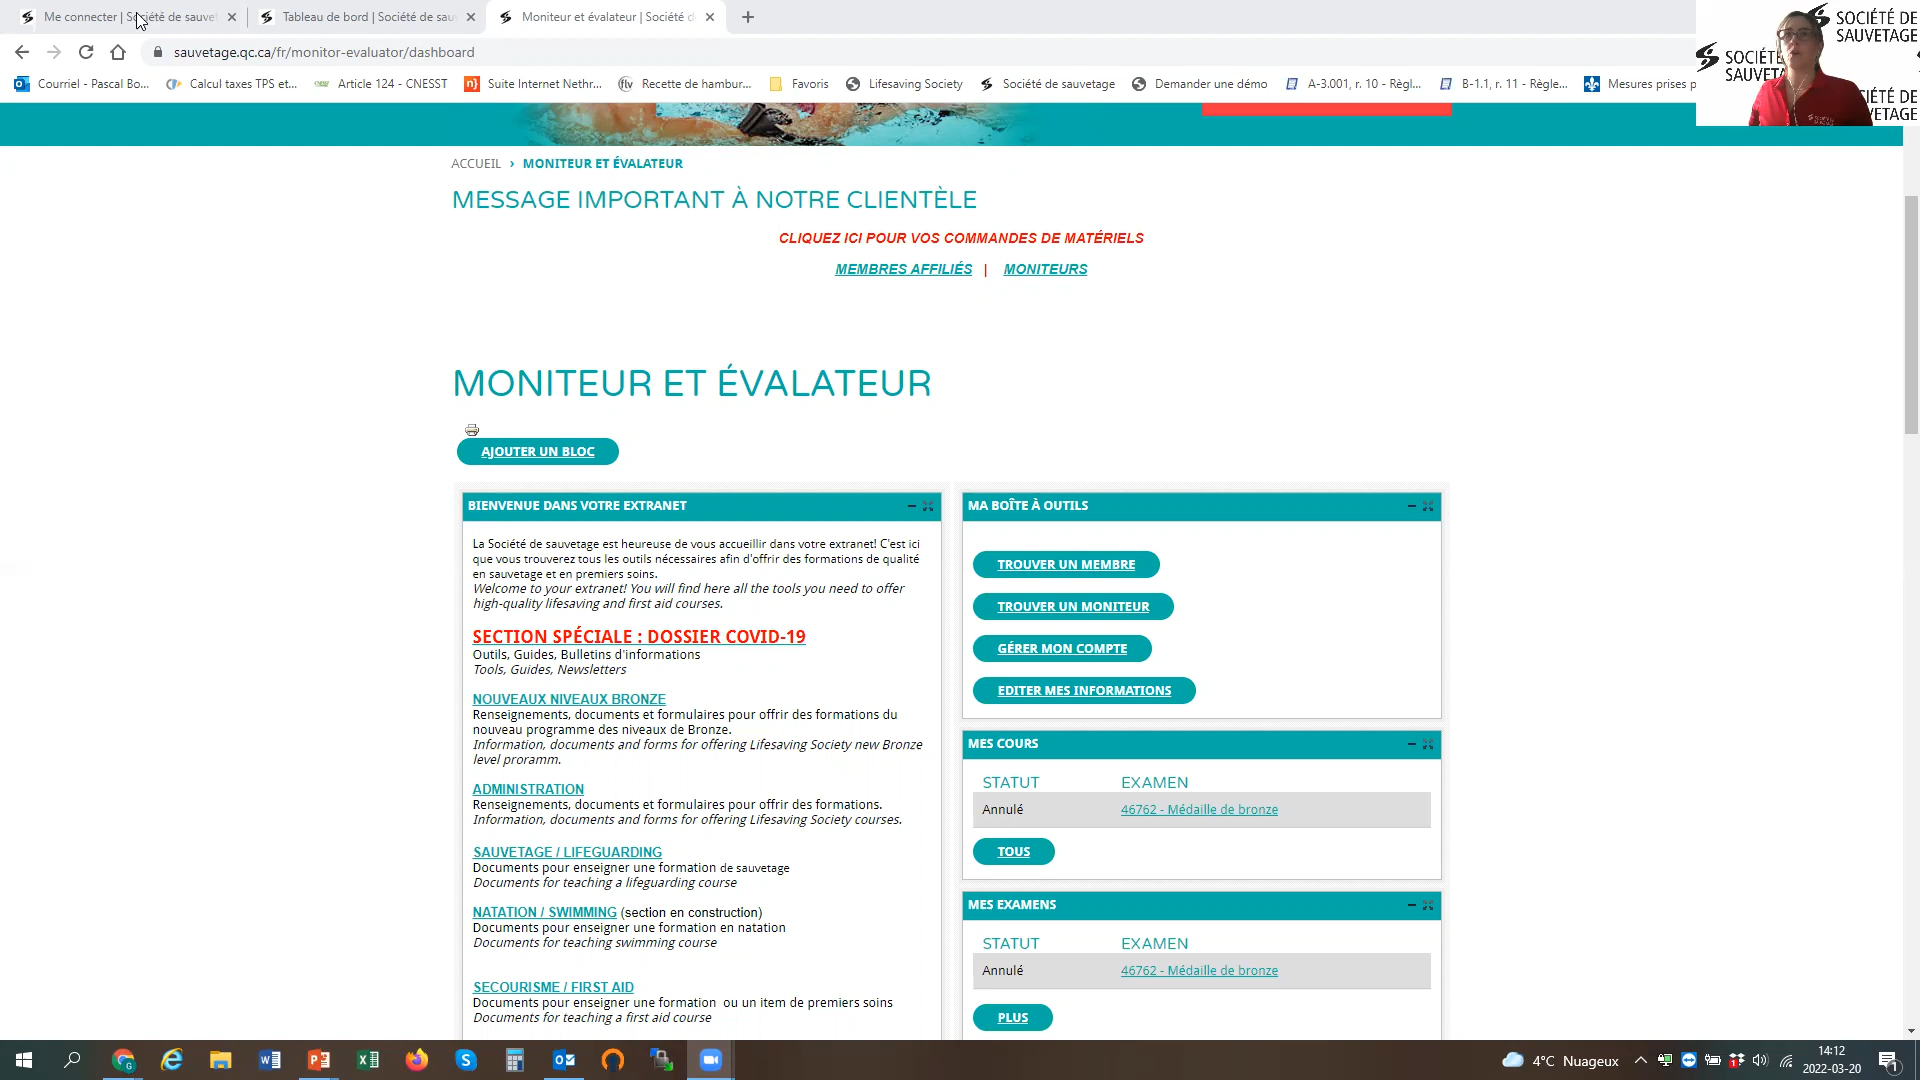 Me connecter | Société de sauvet
Tableau de bord | Société de sau
Moniteur et évalateur | Société d
sauvetage.qc.ca/fr/monitor-evaluator/dashboard
Courriel - Pascal Bo...
Calcul taxes TPS et...
Article 124 - CNESST
Suite Internet Nethr...
Recette de hambur...
Favoris
Lifesaving Society
Société de sauvetage
Demander une démo
A-3.001, r. 10 - Règl...
B-1.1, r. 11 - Règle...
Mesures prises p
SOCIÉTÉ DE
SAUVETAGE
ACCUEIL › MONITEUR ET ÉVALATEUR
MESSAGE IMPORTANT À NOTRE CLIENTÈLE
CLIQUEZ ICI POUR VOS COMMANDES DE MATÉRIELS
MEMBRES AFFILIÉS | MONITEURS
MONITEUR ET ÉVALATEUR
AJOUTER UN BLOC
BIENVENUE DANS VOTRE EXTRANET
La Société de sauvetage est heureuse de vous accueillir dans votre extranet! C'est ici
que vous trouverez tous les outils nécessaires afin d'offrir des formations de qualité
en sauvetage et en premiers soins.
Welcome to your extranet! You will find here all the tools you need to offer
high-quality lifesaving and first aid courses.
SECTION SPÉCIALE : DOSSIER COVID-19
Outils, Guides, Bulletins d'informations
Tools, Guides, Newsletters
NOUVEAUX NIVEAUX BRONZE
Renseignements, documents et formulaires pour offrir des formations du
nouveau programme des niveaux de Bronze.
Information, documents and forms for offering Lifesaving Society new Bronze
level proramm.
ADMINISTRATION
Renseignements, documents et formulaires pour offrir des formations.
Information, documents and forms for offering Lifesaving Society courses.
SAUVETAGE / LIFEGUARDING
Documents pour enseigner une formation de sauvetage
Documents for teaching a lifeguarding course
NATATION / SWIMMING (section en construction)
Documents pour enseigner une formation en natation
Documents for teaching swimming course
SECOURISME / FIRST AID
Documents pour enseigner une formation ou un item de premiers soins
Documents for teaching a first aid course
MA BOÎTE À OUTILS
TROUVER UN MEMBRE
TROUVER UN MONITEUR
GÉRER MON COMPTE
EDITER MES INFORMATIONS
MES COURS
STATUT EXAMEN
Annulé 46762 - Médaille de bronze
TOUS
MES EXAMENS
STATUT EXAMEN
Annulé 46762 - Médaille de bronze
PLUS
4°C Nuageux
14:12
2022-03-20